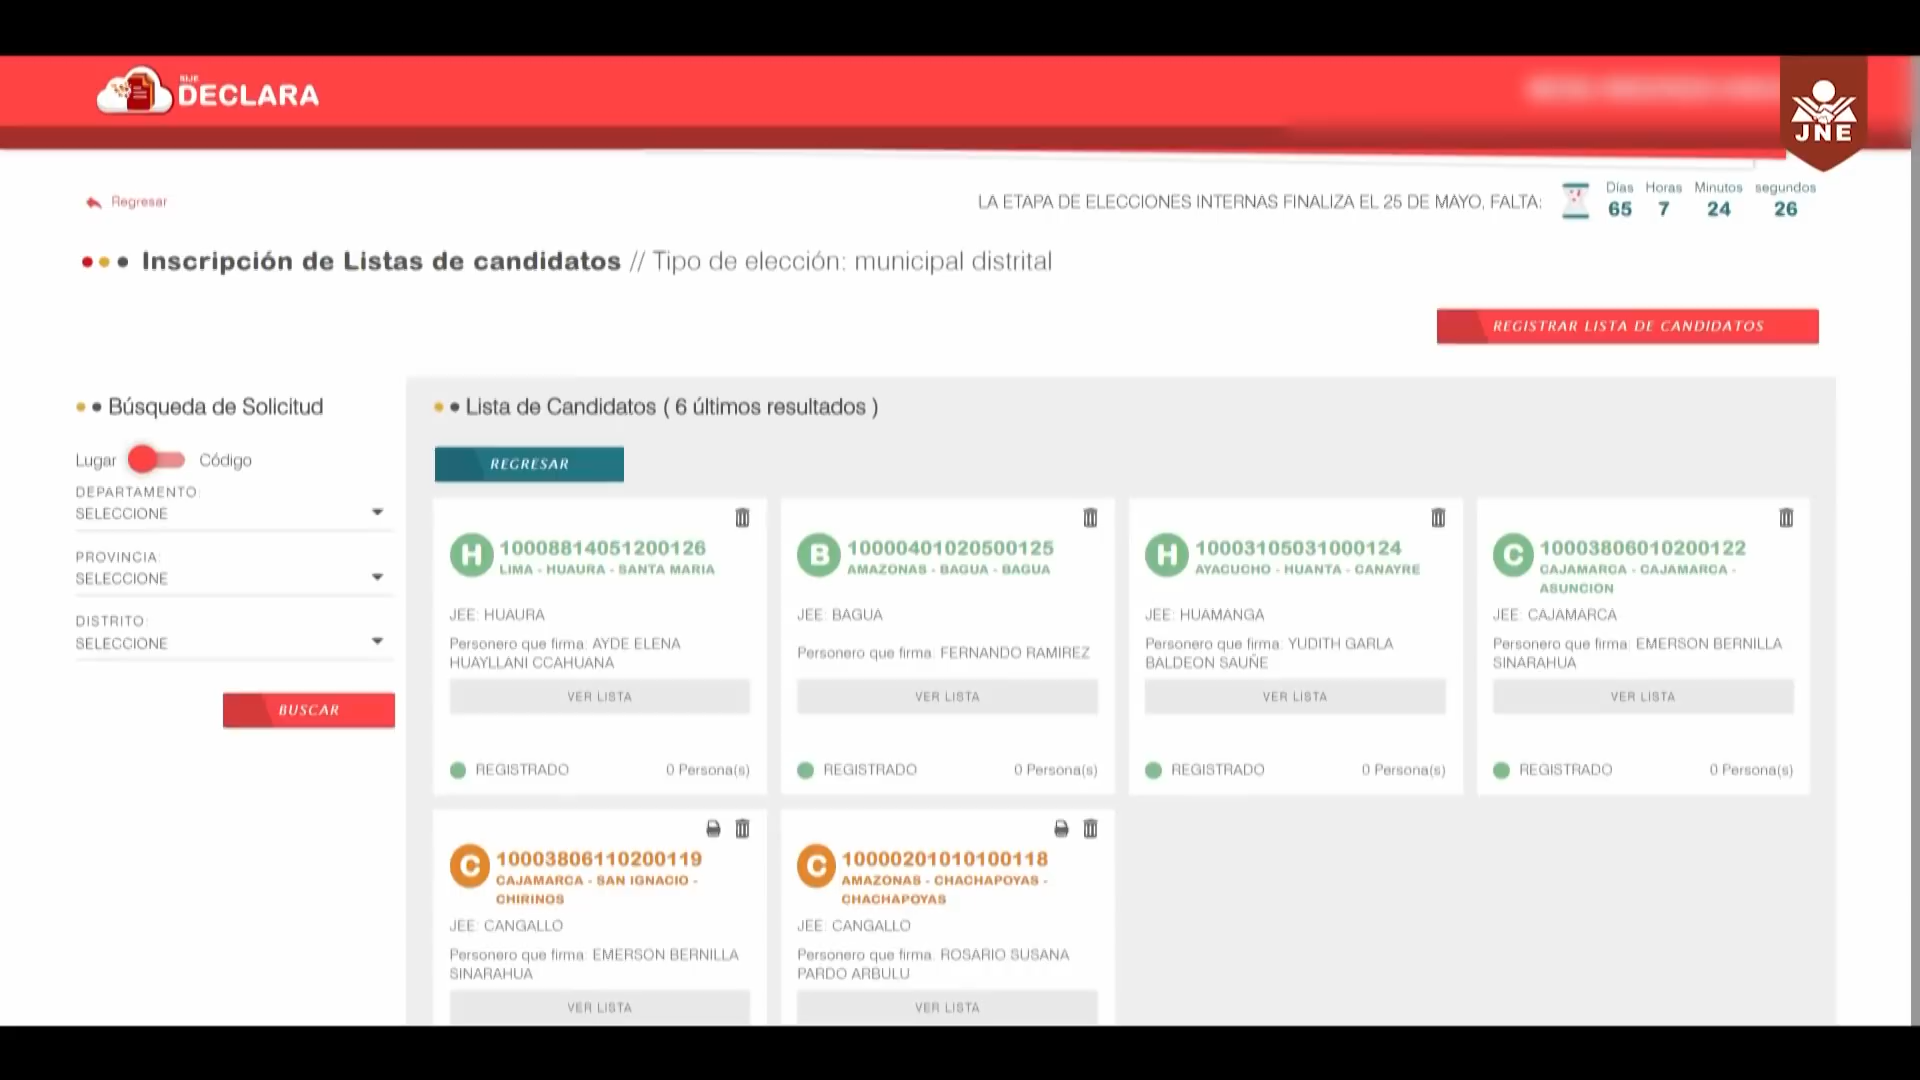 SIJE
DECLARA
JNE
Regresar
LA ETAPA DE ELECCIONES INTERNAS FINALIZA EL 25 DE MAYO, FALTA:
Días Horas Minutos segundos
65 7 24 26
Inscripción de Listas de candidatos // Tipo de elección: municipal distrital
REGISTRAR LISTA DE CANDIDATOS
Búsqueda de Solicitud
Lugar Código
DEPARTAMENTO:
SELECCIONE
PROVINCIA:
SELECCIONE
DISTRITO:
SELECCIONE
BUSCAR
Lista de Candidatos ( 6 últimos resultados )
REGRESAR
H
10008814051200126
LIMA - HUAURA - SANTA MARIA
JEE: HUAURA
Personero que firma: AYDE ELENA
HUAYLLANI CCAHUANA
VER LISTA
REGISTRADO 0 Persona(s)
B
10000401020500125
AMAZONAS - BAGUA - BAGUA
JEE: BAGUA
Personero que firma: FERNANDO RAMIREZ
VER LISTA
REGISTRADO 0 Persona(s)
H
10003105031000124
AYACUCHO - HUANTA - CANAYRE
JEE: HUAMANGA
Personero que firma: YUDITH GARLA
BALDEON SAUÑE
VER LISTA
REGISTRADO 0 Persona(s)
C
10003806010200122
CAJAMARCA - CAJAMARCA -
ASUNCION
JEE: CAJAMARCA
Personero que firma: EMERSON BERNILLA
SINARAHUA
VER LISTA
REGISTRADO 0 Persona(s)
C
10003806110200119
CAJAMARCA - SAN IGNACIO -
CHIRINOS
JEE: CANGALLO
Personero que firma: EMERSON BERNILLA
SINARAHUA
VER LISTA
C
10000201010100118
AMAZONAS - CHACHAPOYAS -
CHACHAPOYAS
JEE: CANGALLO
Personero que firma: ROSARIO SUSANA
PARDO ARBULU
VER LISTA